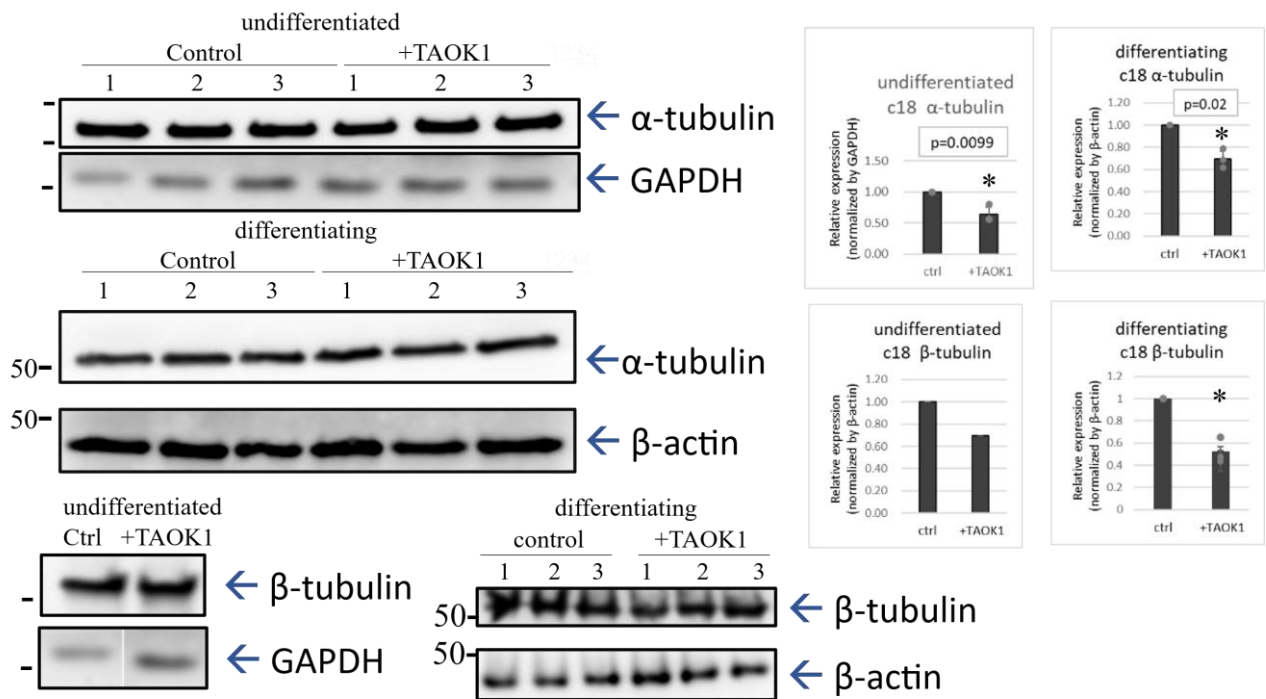 undifferentiated
Control +TAOK1
1 2 3 1 2 3
← α-tubulin
← GAPDH
differentiating
Control +TAOK1
1 2 3 1 2 3
50
← α-tubulin
50
← β-actin
undifferentiated
Ctrl +TAOK1
← β-tubulin
← GAPDH
differentiating
control +TAOK1
1 2 3 1 2 3
50
← β-tubulin
50
← β-actin
undifferentiated
c18 α-tubulin
p=0.0099
Relative expression
(normalized by GAPDH)
1.50
1.00
0.50
0.00
*
ctrl +TAOK1
differentiating
c18 α-tubulin
p=0.02
Relative expression
(normalized by β-actin)
1.20
1.00
0.80
0.60
0.40
0.20
0.00
*
ctrl +TAOK1
undifferentiated
c18 β-tubulin
Relative expression
(normalized by β-actin)
1.20
1.00
0.80
0.60
0.40
0.20
0.00
ctrl +TAOK1
differentiating
c18 β-tubulin
Relative expression
(normalized by β-actin)
1.2
1
0.8
0.6
0.4
0.2
0
*
ctrl +TAOK1